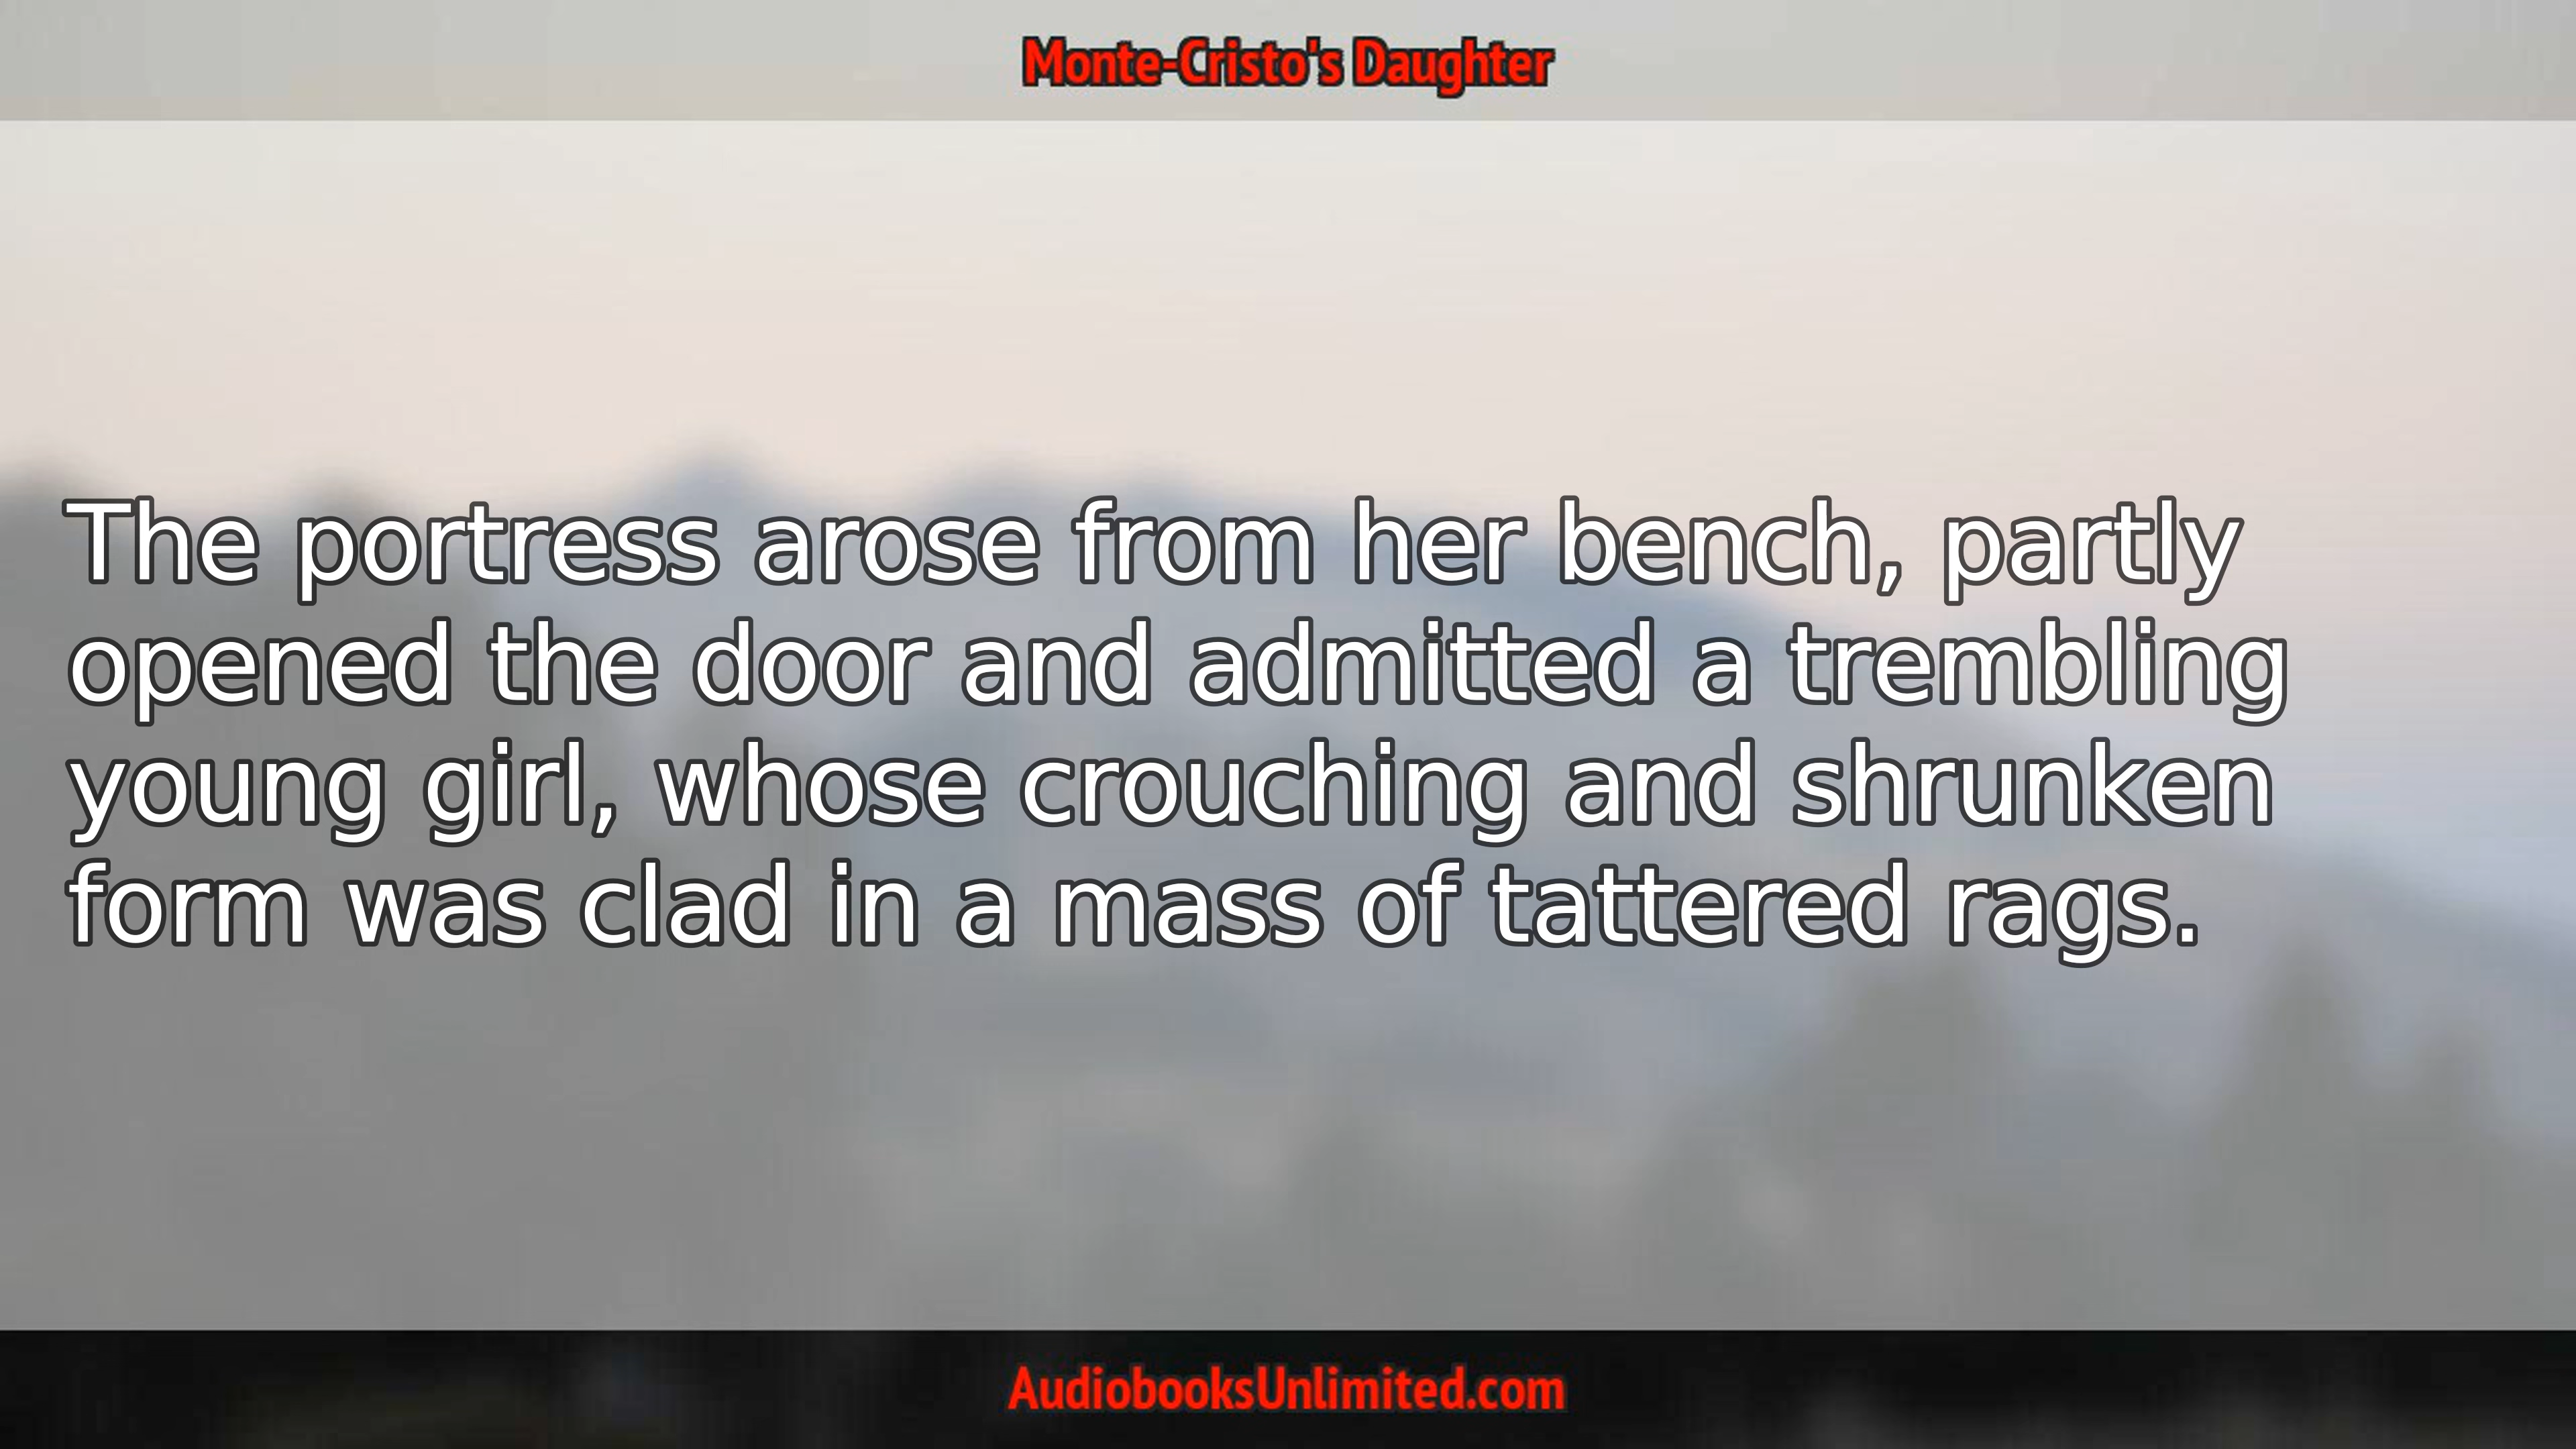 Monte-Cristo's Daughter
The portress arose from her bench, partly
opened the door and admitted a trembling
young girl, whose crouching and shrunken
form was clad in a mass of tattered rags.
AudiobooksUnlimited.com